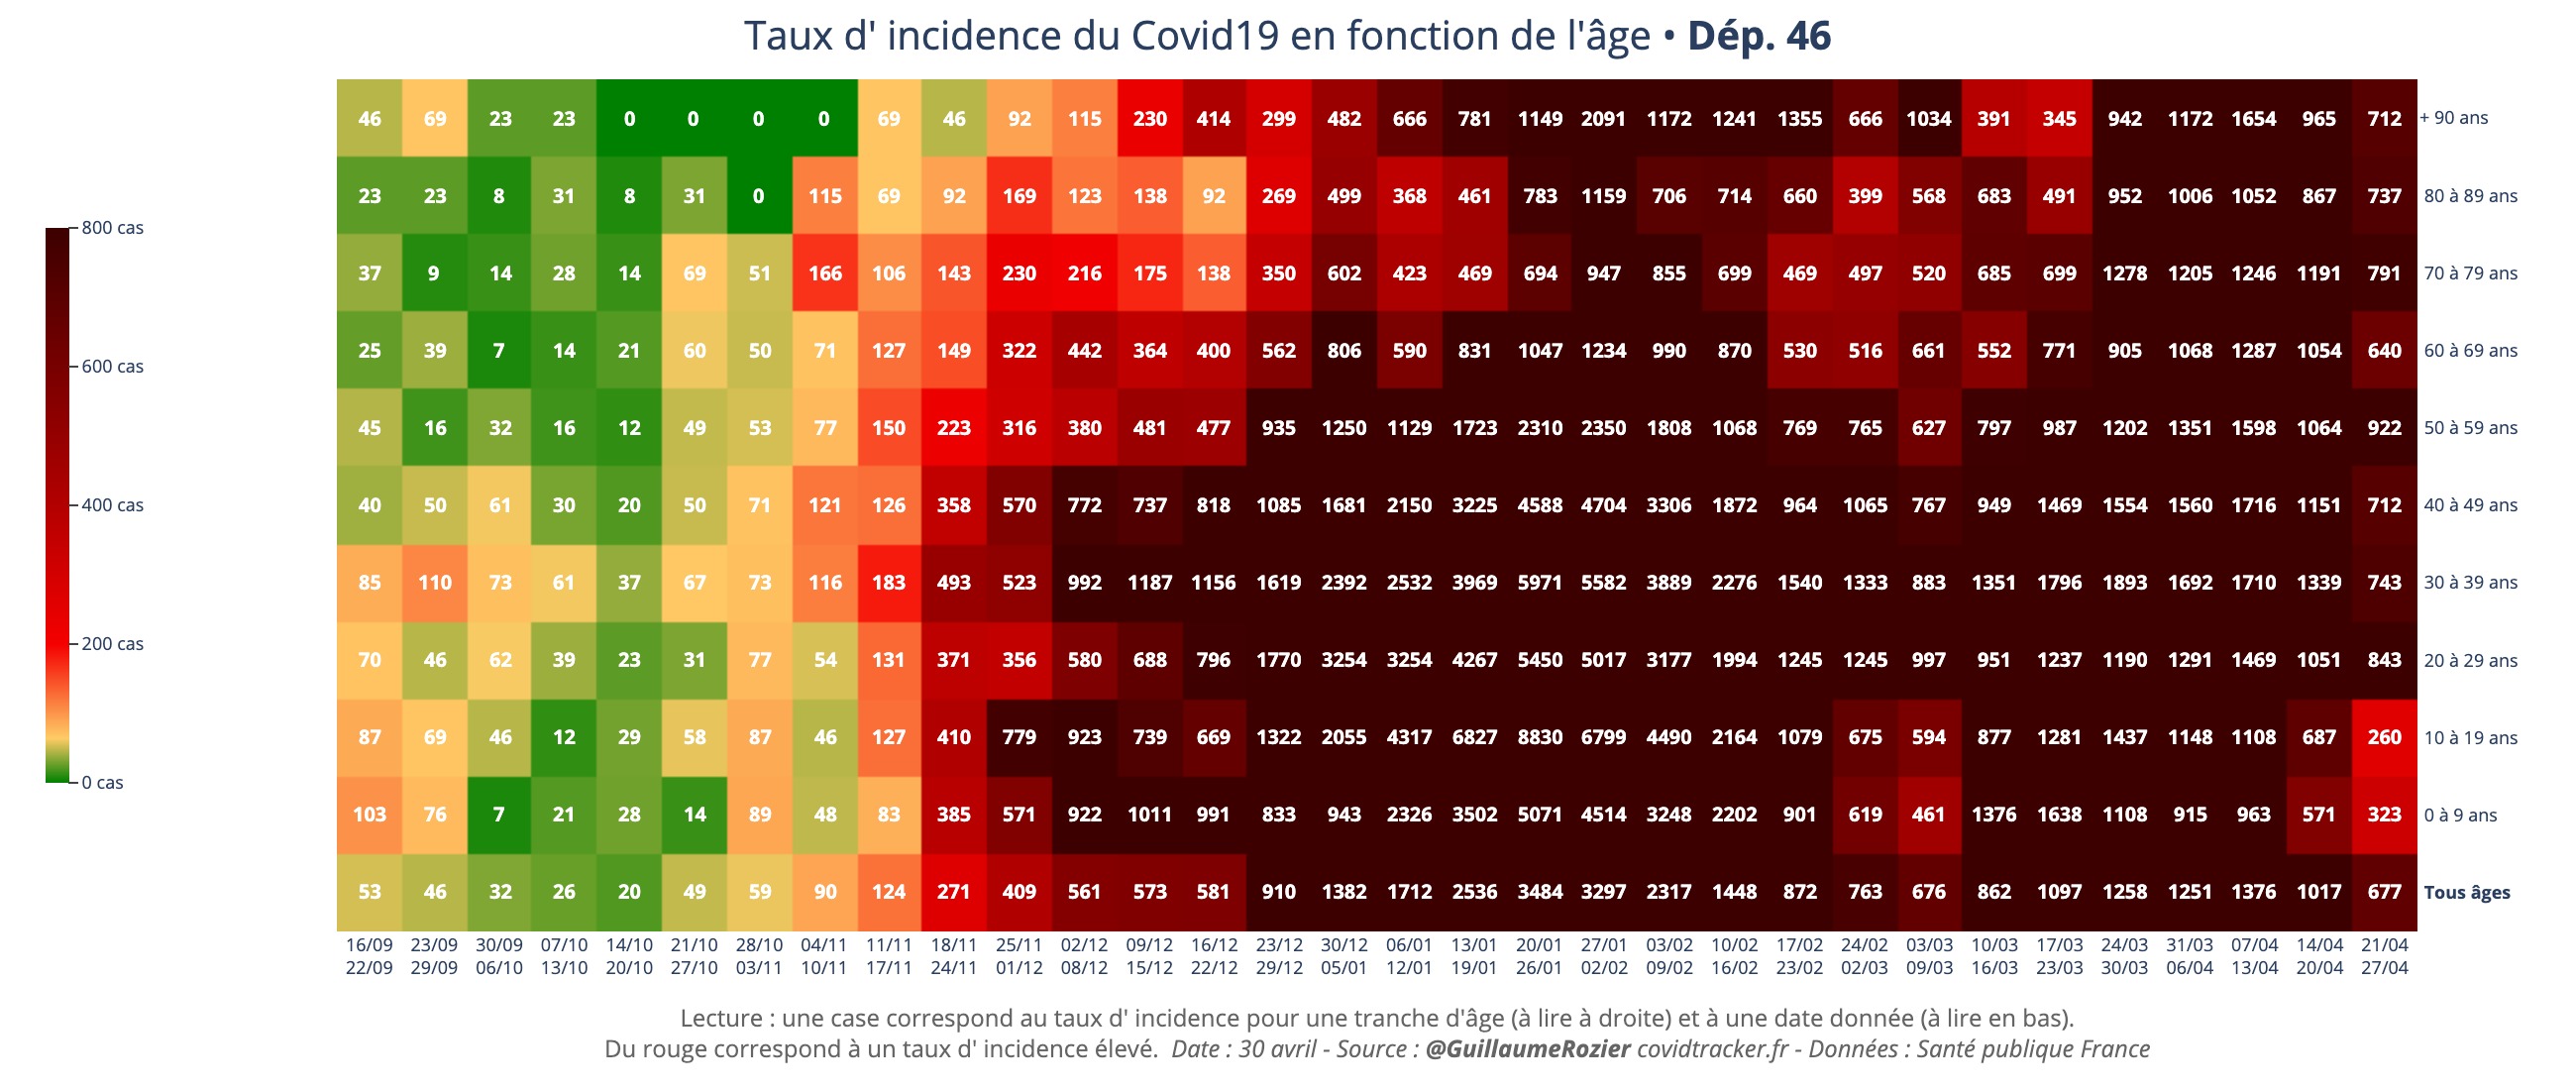 Taux d' incidence du Covid19 en fonction de l'âge • Dép. 46
46 69 23 23 0 0 0 0 69 46 92 115 230 414 299 482 666 781 1149 2091 1172 1241 1355 666 1034 391 345 942 1172 1654 965 712 + 90 ans
23 23 8 31 8 31 0 115 69 92 169 123 138 92 269 499 368 461 783 1159 706 714 660 399 568 683 491 952 1006 1052 867 737 80 à 89 ans
37 9 14 28 14 69 51 166 106 143 230 216 175 138 350 602 423 469 694 947 855 699 469 497 520 685 699 1278 1205 1246 1191 791 70 à 79 ans
25 39 7 14 21 60 50 71 127 149 322 442 364 400 562 806 590 831 1047 1234 990 870 530 516 661 552 771 905 1068 1287 1054 640 60 à 69 ans
45 16 32 16 12 49 53 77 150 223 316 380 481 477 935 1250 1129 1723 2310 2350 1808 1068 769 765 627 797 987 1202 1351 1598 1064 922 50 à 59 ans
40 50 61 30 20 50 71 121 126 358 570 772 737 818 1085 1681 2150 3225 4588 4704 3306 1872 964 1065 767 949 1469 1554 1560 1716 1151 712 40 à 49 ans
85 110 73 61 37 67 73 116 183 493 523 992 1187 1156 1619 2392 2532 3969 5971 5582 3889 2276 1540 1333 883 1351 1796 1893 1692 1710 1339 743 30 à 39 ans
70 46 62 39 23 31 77 54 131 371 356 580 688 796 1770 3254 3254 4267 5450 5017 3177 1994 1245 1245 997 951 1237 1190 1291 1469 1051 843 20 à 29 ans
87 69 46 12 29 58 87 46 127 410 779 923 739 669 1322 2055 4317 6827 8830 6799 4490 2164 1079 675 594 877 1281 1437 1148 1108 687 260 10 à 19 ans
103 76 7 21 28 14 89 48 83 385 571 922 1011 991 833 943 2326 3502 5071 4514 3248 2202 901 619 461 1376 1638 1108 915 963 571 323 0 à 9 ans
53 46 32 26 20 49 59 90 124 271 409 561 573 581 910 1382 1712 2536 3484 3297 2317 1448 872 763 676 862 1097 1258 1251 1376 1017 677 Tous âges
16/09 23/09 30/09 07/10 14/10 21/10 28/10 04/11 11/11 18/11 25/11 02/12 09/12 16/12 23/12 30/12 06/01 13/01 20/01 27/01 03/02 10/02 17/02 24/02 03/03 10/03 17/03 24/03 31/03 07/04 14/04 21/04
22/09 29/09 06/10 13/10 20/10 27/10 03/11 10/11 17/11 24/11 01/12 08/12 15/12 22/12 29/12 05/01 12/01 19/01 26/01 02/02 09/02 16/02 23/02 02/03 09/03 16/03 23/03 30/03 06/04 13/04 20/04 27/04
800 cas
600 cas
400 cas
200 cas
0 cas
Lecture : une case correspond au taux d' incidence pour une tranche d'âge (à lire à droite) et à une date donnée (à lire en bas).
Du rouge correspond à un taux d' incidence élevé. Date : 30 avril - Source : @GuillaumeRozier covidtracker.fr - Données : Santé publique France